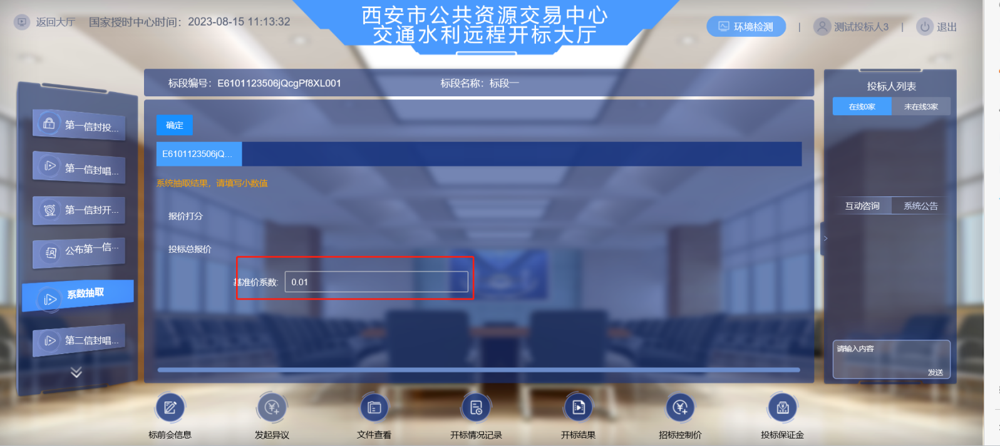 返回大厅 国家授时中心时间：2023-08-15 11:13:32
西安市公共资源交易中心
交通水利远程开标大厅
环境检测 | 测试投标人3 | 退出
标段编号：E6101123506jQcgPf8XL001 标段名称：标段一
投标人列表
在线0家 未在线3家
第一信封投...
第一信封唱...
第一信封开...
公布第一信...
系数抽取
第二信封唱...
确定
E6101123506jQ...
系统抽取结果，请填写小数值
报价打分
投标总报价
基准价系数: 0.01
互动咨询 系统公告
请输入内容
发送
标前会信息 发起异议 文件查看 开标情况记录 开标结果 招标控制价 投标保证金